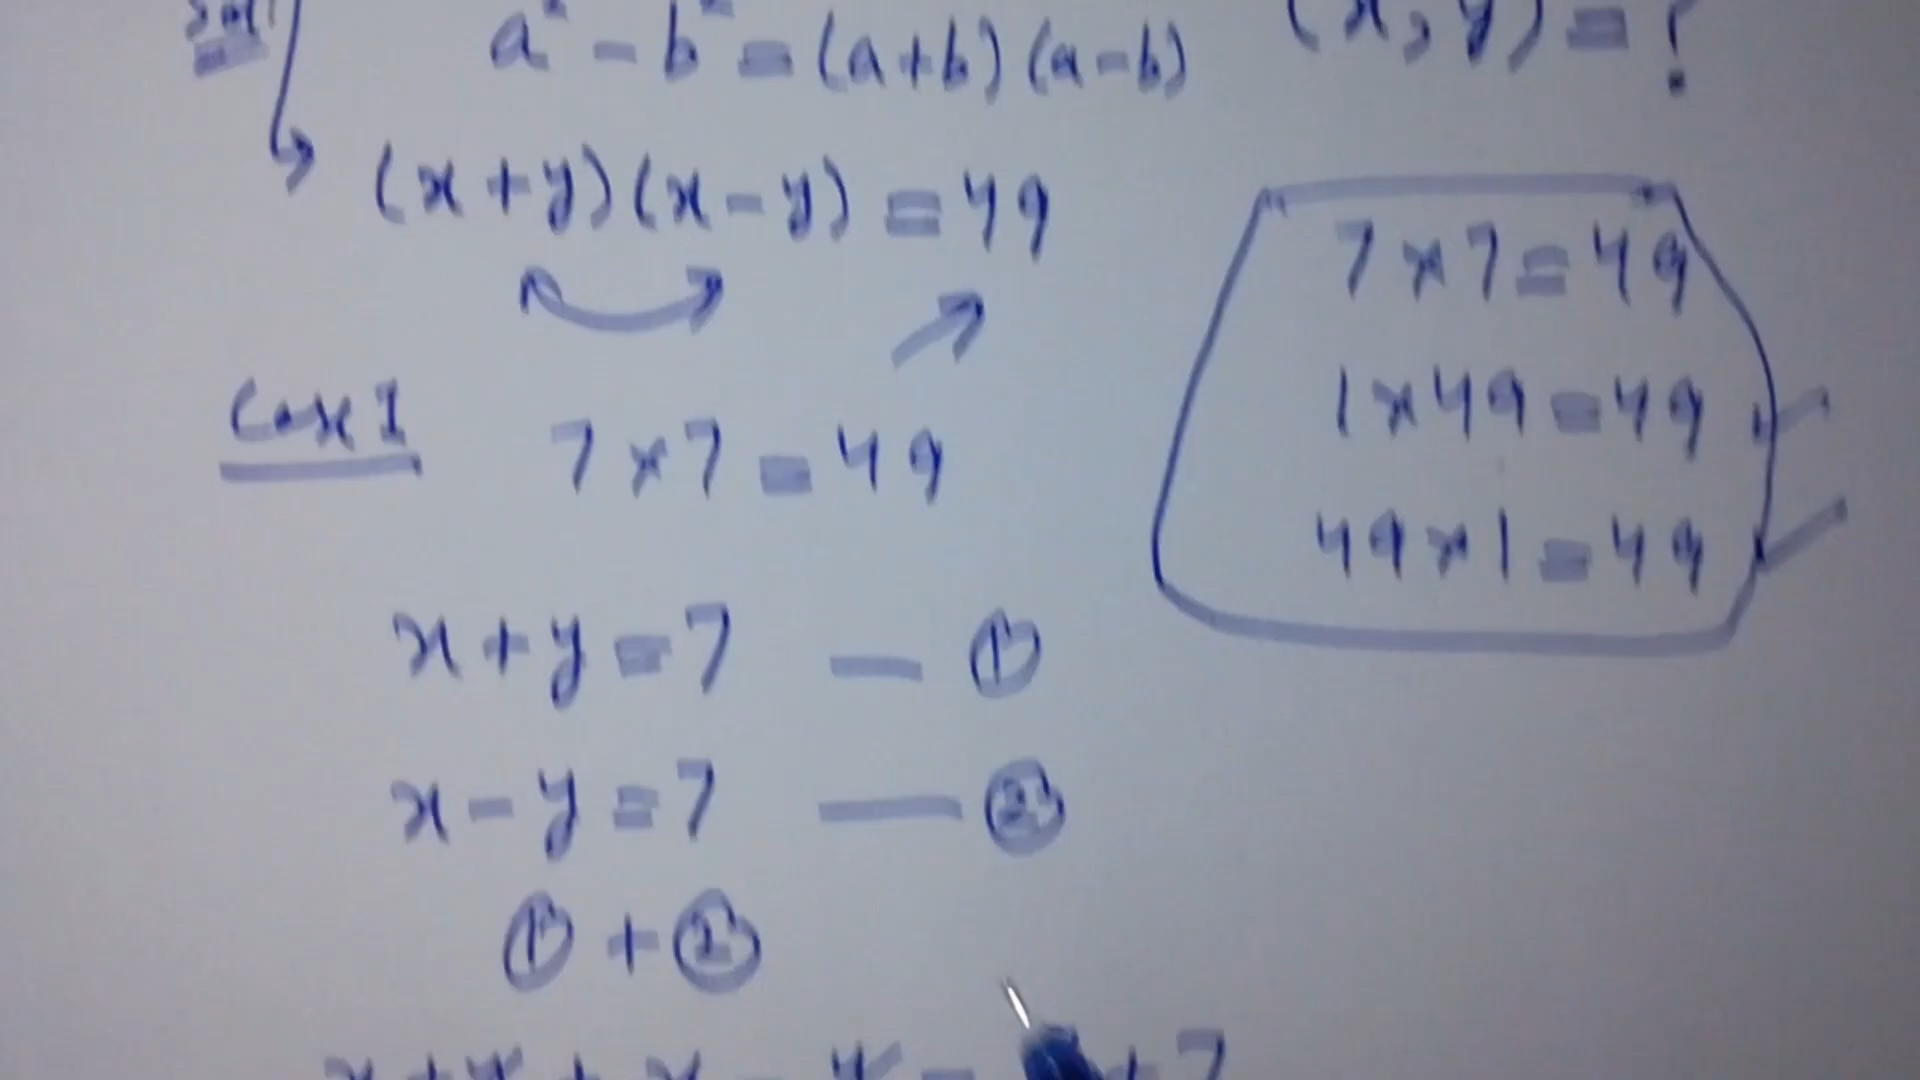 Sol:
a² - b² = (a+b)(a-b)
(x, y) = ?
(x+y)(x-y) = 49
7×7=49
1×49=49
49×1=49
Case I
7×7=49
x+y=7 — ①
x-y=7 — ②
①+②
x+y+x-y= +7